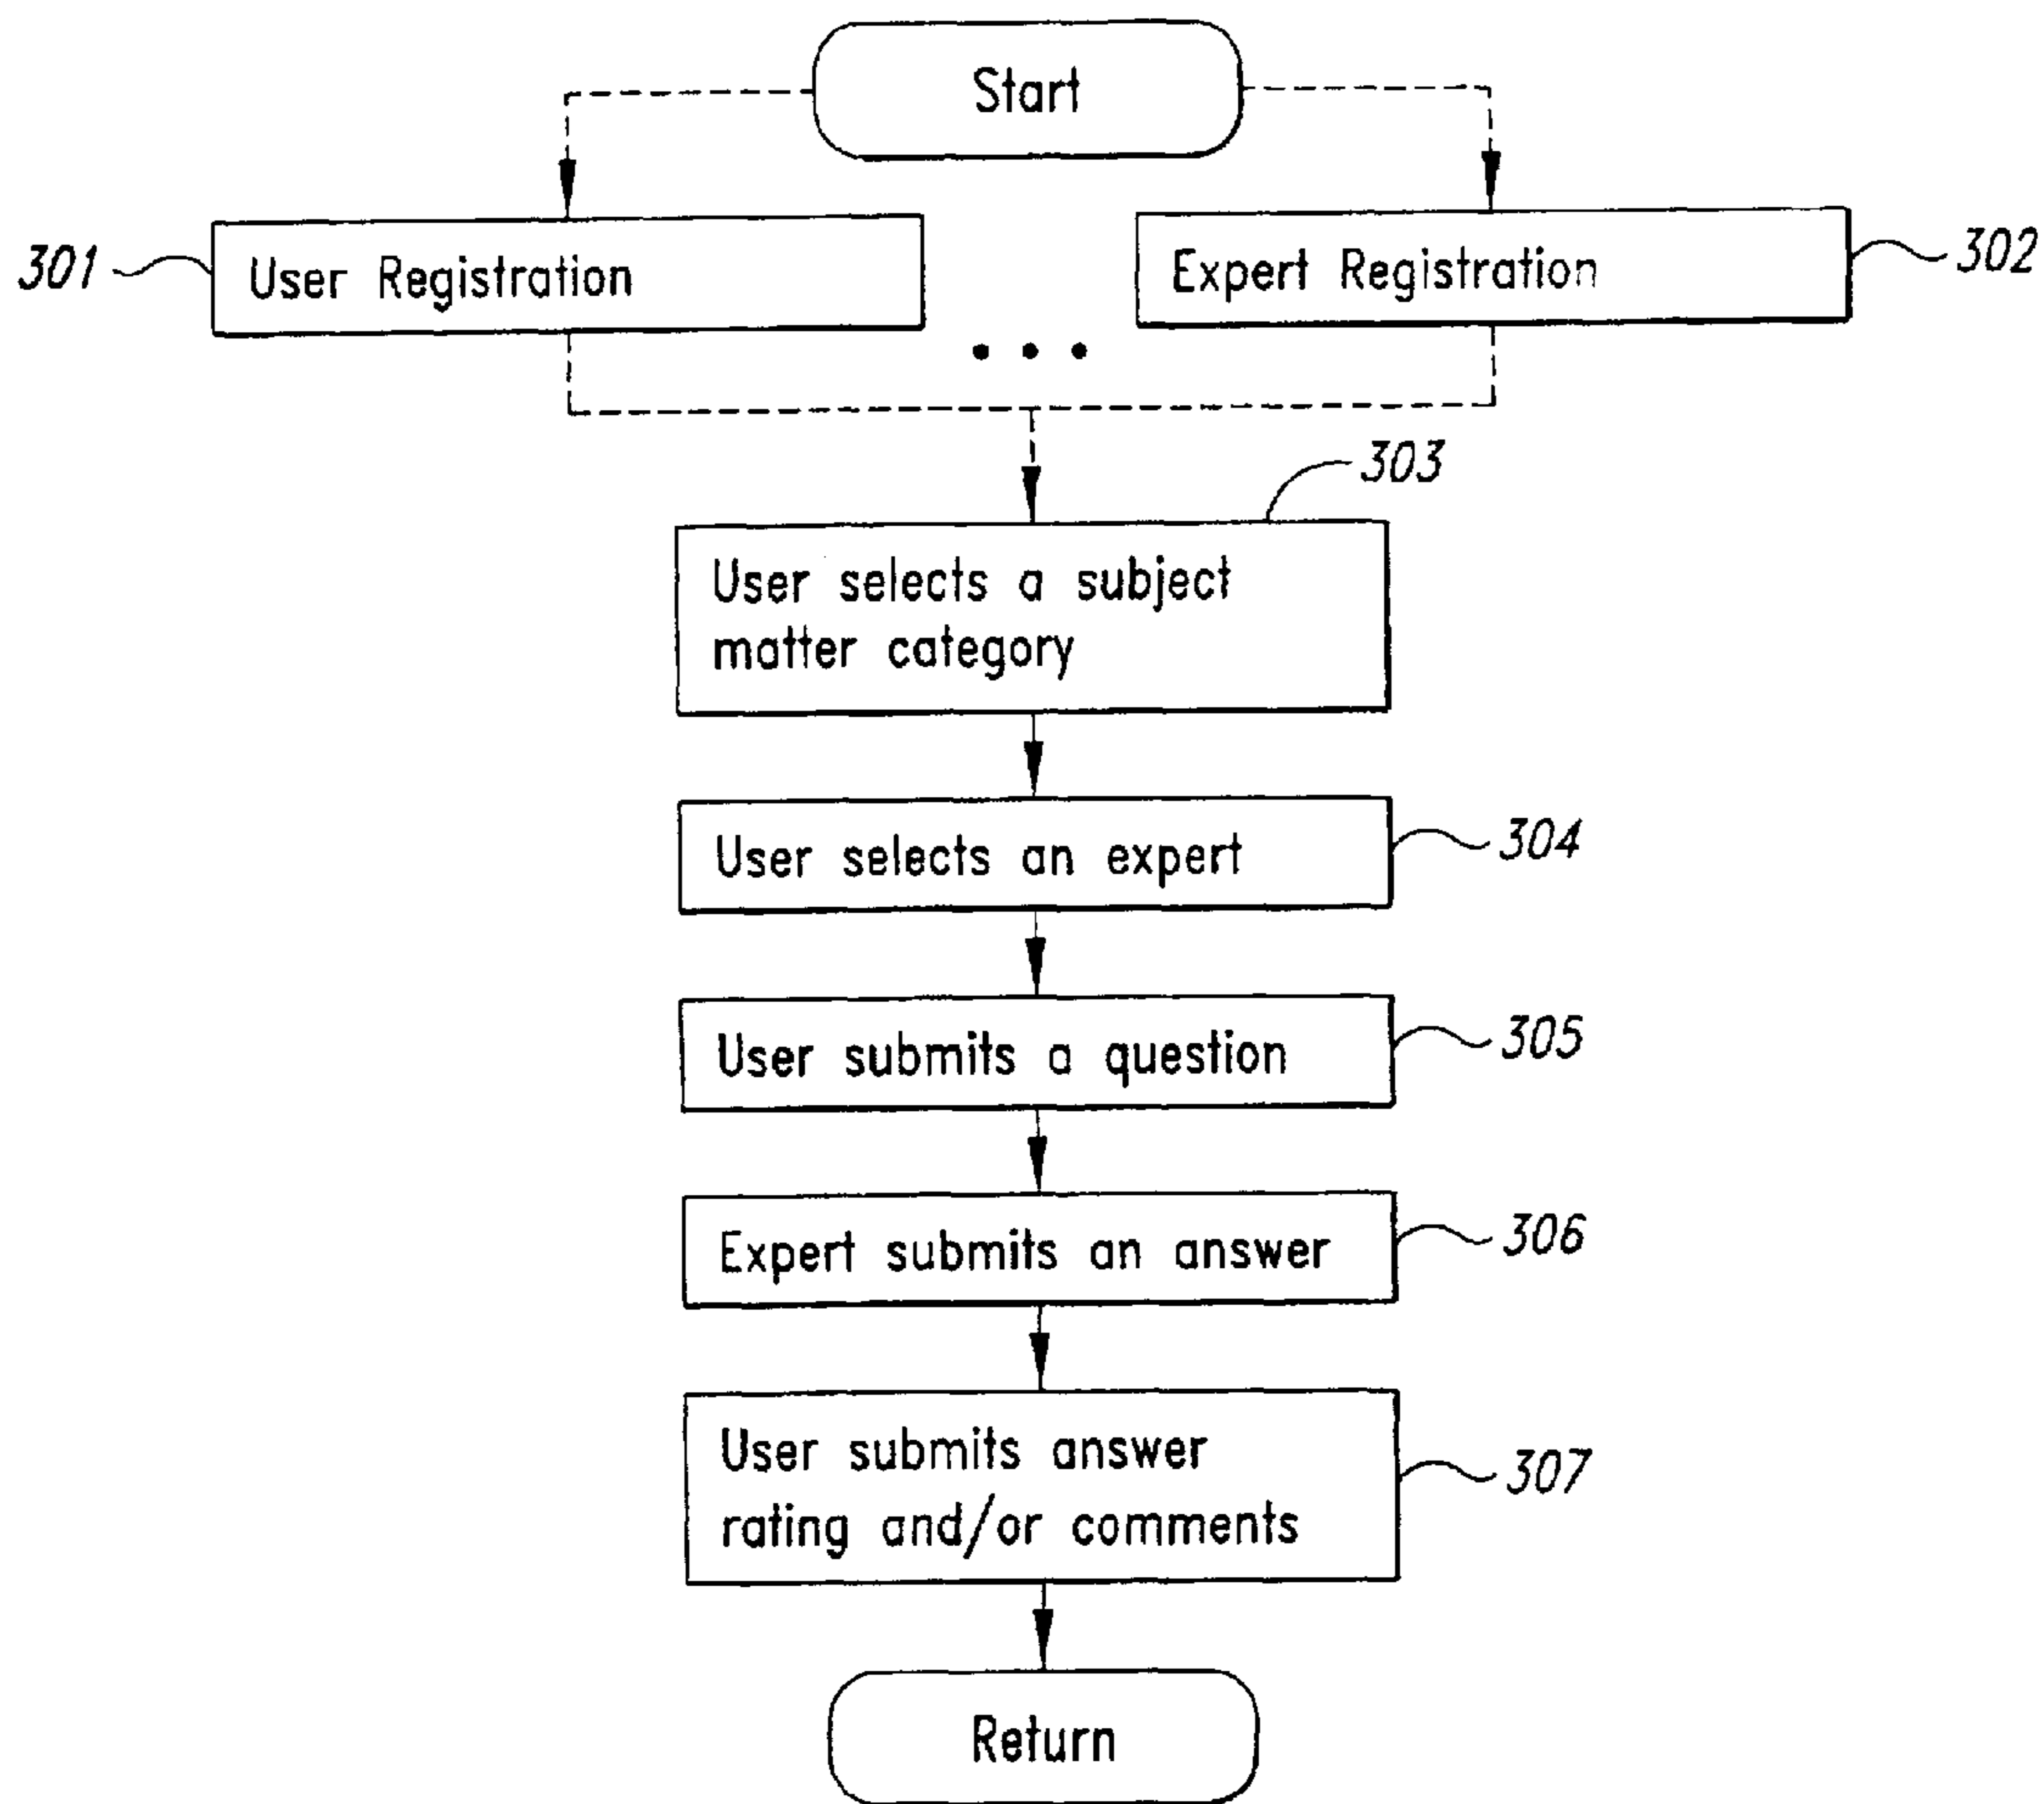 Start
301
User Registration
Expert Registration
302
303
User selects a subject
matter category
User selects an expert
304
User submits a question
305
Expert submits an answer
306
User submits answer
rating and/or comments
307
Return